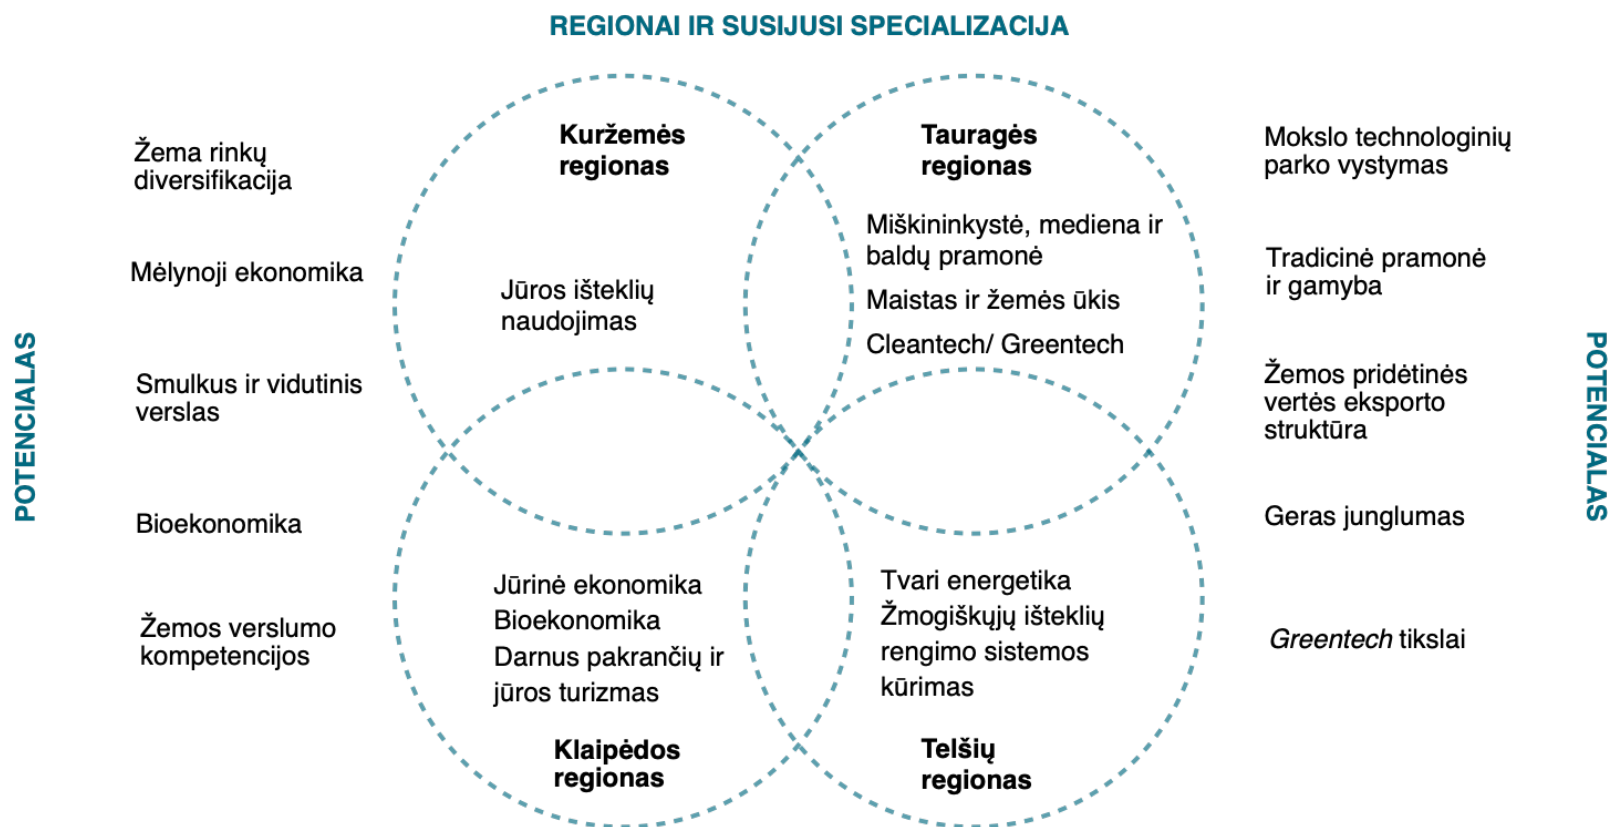 REGIONAI IR SUSIJUSI SPECIALIZACIJA
POTENCIALAS
Žema rinkų
diversifikacija
Mėlynoji ekonomika
Smulkus ir vidutinis
verslas
Bioekonomika
Žemos verslumo
kompetencijos
Kuržemės
regionas
Jūros išteklių
naudojimas
Tauragės
regionas
Miškininkystė, mediena ir
baldų pramonė
Maistas ir žemės ūkis
Cleantech/ Greentech
Jūrinė ekonomika
Bioekonomika
Darnus pakrančių ir
jūros turizmas
Klaipėdos
regionas
Tvari energetika
Žmogiškųjų išteklių
rengimo sistemos
kūrimas
Telšių
regionas
Mokslo technologinių
parko vystymas
Tradicinė pramonė
ir gamyba
Žemos pridėtinės
vertės eksporto
struktūra
Geras junglumas
Greentech tikslai
POTENCIALAS